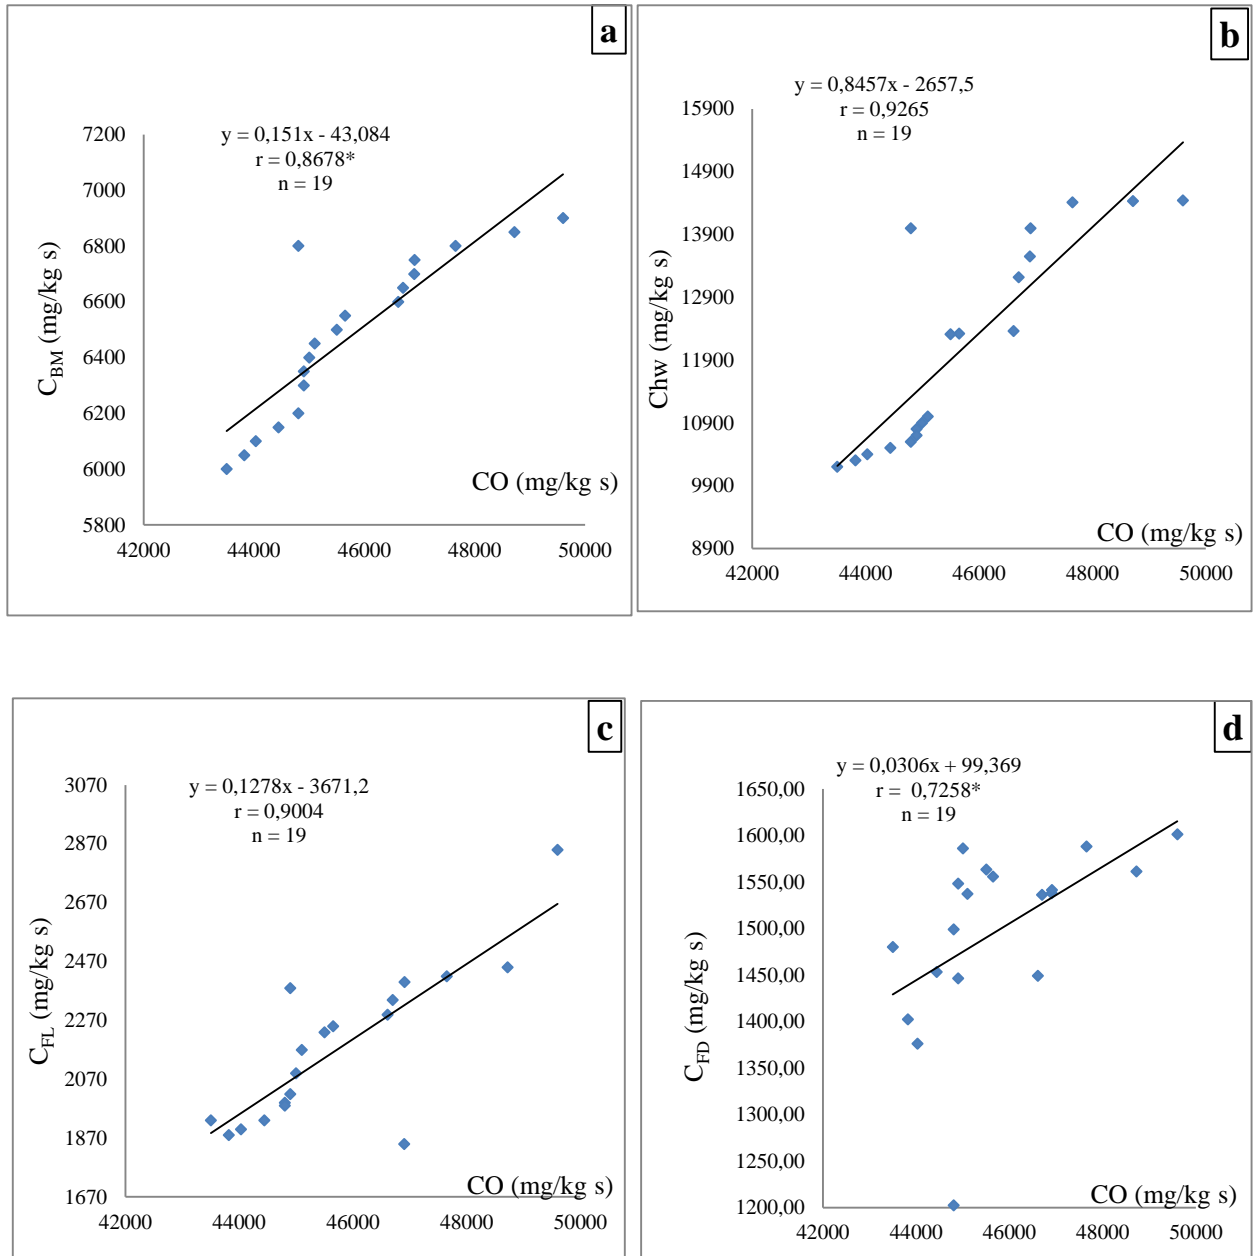 a
y = 0,151x - 43,084
r = 0,8678*
n = 19
7200
7000
6800
6600
6400
6200
6000
5800
C_BM (mg/kg s)
CO (mg/kg s)
42000 44000 46000 48000 50000
b
y = 0,8457x - 2657,5
r = 0,9265
n = 19
15900
14900
13900
12900
11900
10900
9900
8900
Chw (mg/kg s)
CO (mg/kg s)
42000 44000 46000 48000 50000
c
y = 0,1278x - 3671,2
r = 0,9004
n = 19
3070
2870
2670
2470
2270
2070
1870
1670
C_FL (mg/kg s)
CO (mg/kg s)
42000 44000 46000 48000 50000
d
y = 0,0306x + 99,369
r = 0,7258*
n = 19
1650,00
1600,00
1550,00
1500,00
1450,00
1400,00
1350,00
1300,00
1250,00
1200,00
C_FD (mg/kg s)
CO (mg/kg s)
42000 44000 46000 48000 50000